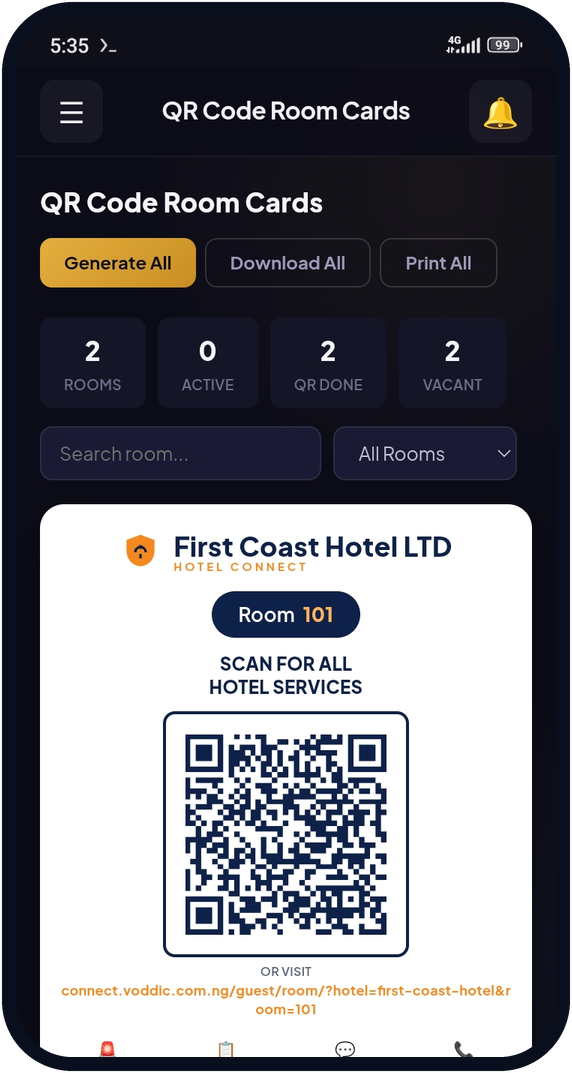 5:35
4G
99
QR Code Room Cards
QR Code Room Cards
Generate All
Download All
Print All
2
ROOMS
0
ACTIVE
2
QR DONE
2
VACANT
Search room...
All Rooms
First Coast Hotel LTD
HOTEL CONNECT
Room 101
SCAN FOR ALL
HOTEL SERVICES
OR VISIT
connect.voddic.com.ng/guest/room/?hotel=first-coast-hotel&r
oom=101